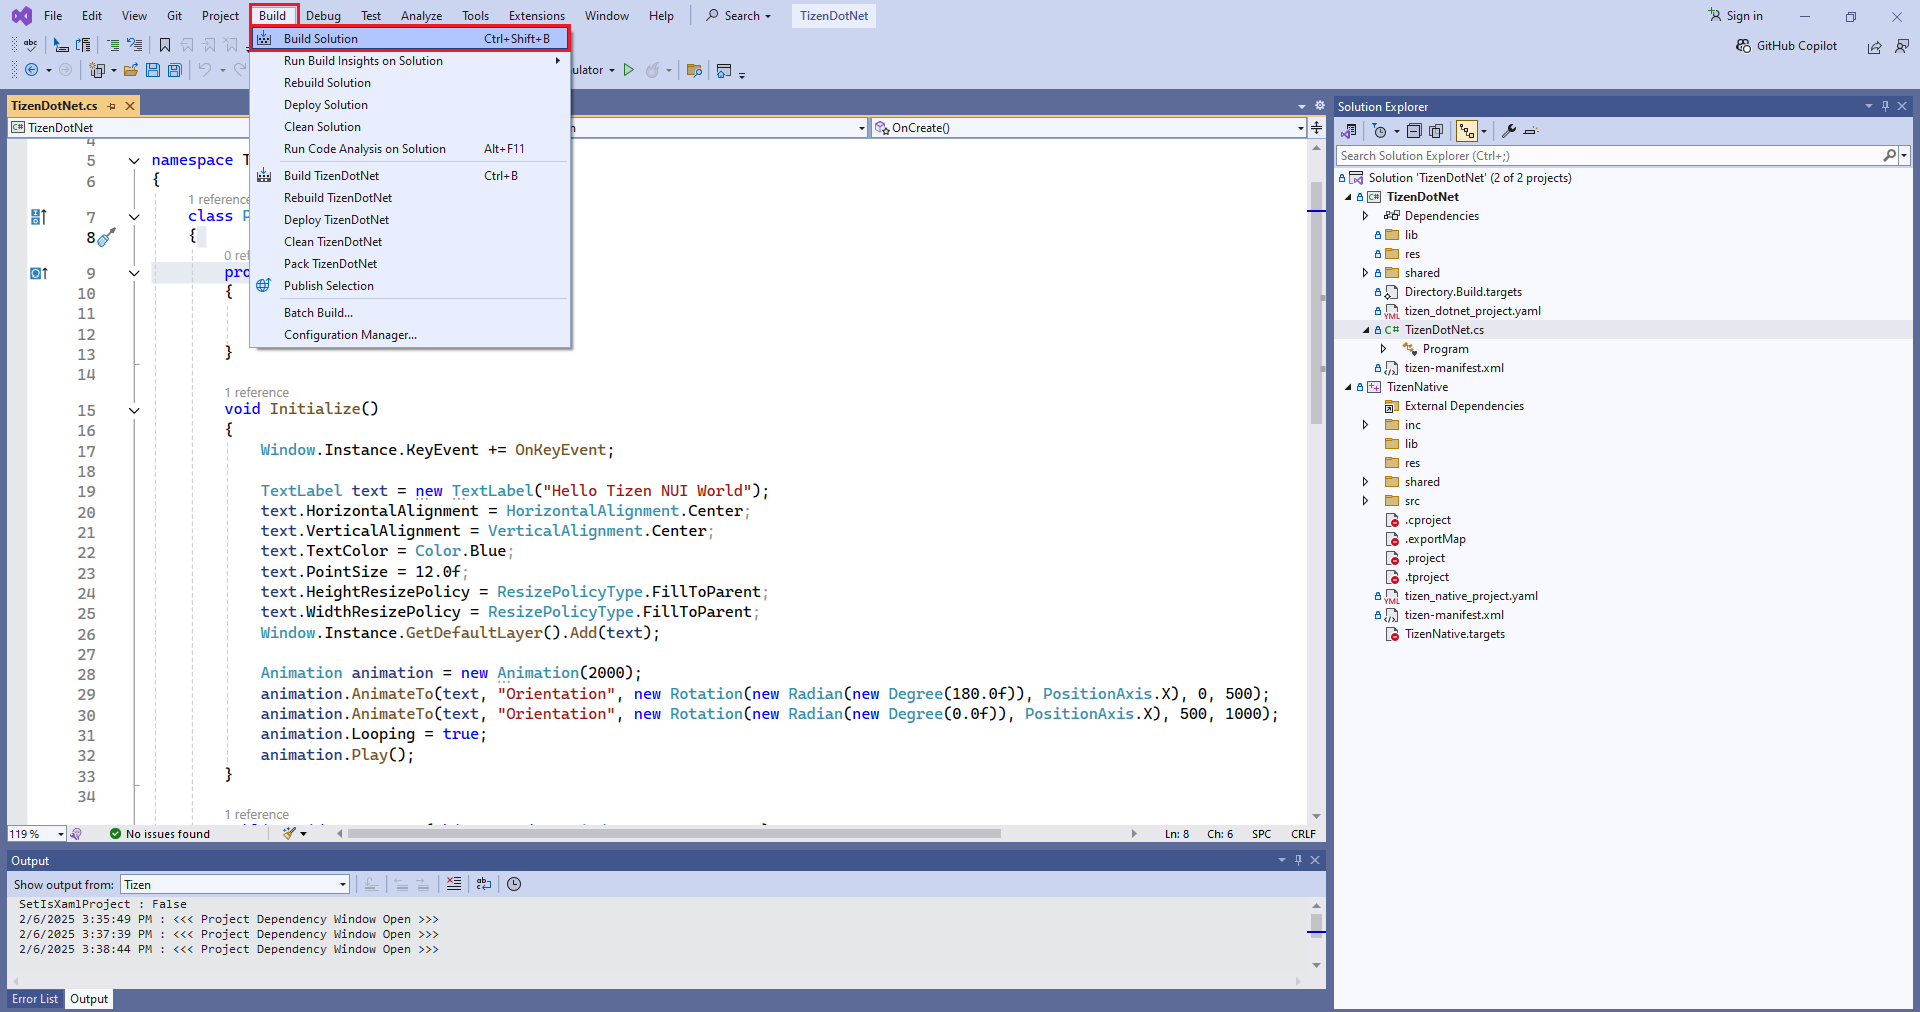 File Edit View Git Project Build Debug Test Analyze Tools Extensions Window Help Search TizenDotNet Sign in
GitHub Copilot
Build Solution Ctrl+Shift+B
Run Build Insights on Solution
Rebuild Solution
Deploy Solution
Clean Solution
Run Code Analysis on Solution Alt+F11
Build TizenDotNet Ctrl+B
Rebuild TizenDotNet
Deploy TizenDotNet
Clean TizenDotNet
Pack TizenDotNet
Publish Selection
Batch Build...
Configuration Manager...
ulator
TizenDotNet.cs
TizenDotNet
OnCreate()
4
5 namespace T
6 {
1 reference
7 class P
8 {
0 ref
9 pro
10 {
11
12
13 }
14
1 reference
15 void Initialize()
16 {
17 Window.Instance.KeyEvent += OnKeyEvent;
18
19 TextLabel text = new TextLabel("Hello Tizen NUI World");
20 text.HorizontalAlignment = HorizontalAlignment.Center;
21 text.VerticalAlignment = VerticalAlignment.Center;
22 text.TextColor = Color.Blue;
23 text.PointSize = 12.0f;
24 text.HeightResizePolicy = ResizePolicyType.FillToParent;
25 text.WidthResizePolicy = ResizePolicyType.FillToParent;
26 Window.Instance.GetDefaultLayer().Add(text);
27
28 Animation animation = new Animation(2000);
29 animation.AnimateTo(text, "Orientation", new Rotation(new Radian(new Degree(180.0f)), PositionAxis.X), 0, 500);
30 animation.AnimateTo(text, "Orientation", new Rotation(new Radian(new Degree(0.0f)), PositionAxis.X), 500, 1000);
31 animation.Looping = true;
32 animation.Play();
33 }
34
1 reference
119 % No issues found Ln: 8 Ch: 6 SPC CRLF
Output
Show output from: Tizen
SetIsXamlProject : False
2/6/2025 3:35:49 PM : <<< Project Dependency Window Open >>>
2/6/2025 3:37:39 PM : <<< Project Dependency Window Open >>>
2/6/2025 3:38:44 PM : <<< Project Dependency Window Open >>>
Error List Output
Solution Explorer
Search Solution Explorer (Ctrl+;)
Solution 'TizenDotNet' (2 of 2 projects)
C# TizenDotNet
Dependencies
lib
res
shared
Directory.Build.targets
YML tizen_dotnet_project.yaml
C# TizenDotNet.cs
Program
tizen-manifest.xml
TizenNative
External Dependencies
inc
lib
res
shared
src
.cproject
.exportMap
.project
.tproject
YML tizen_native_project.yaml
tizen-manifest.xml
TizenNative.targets